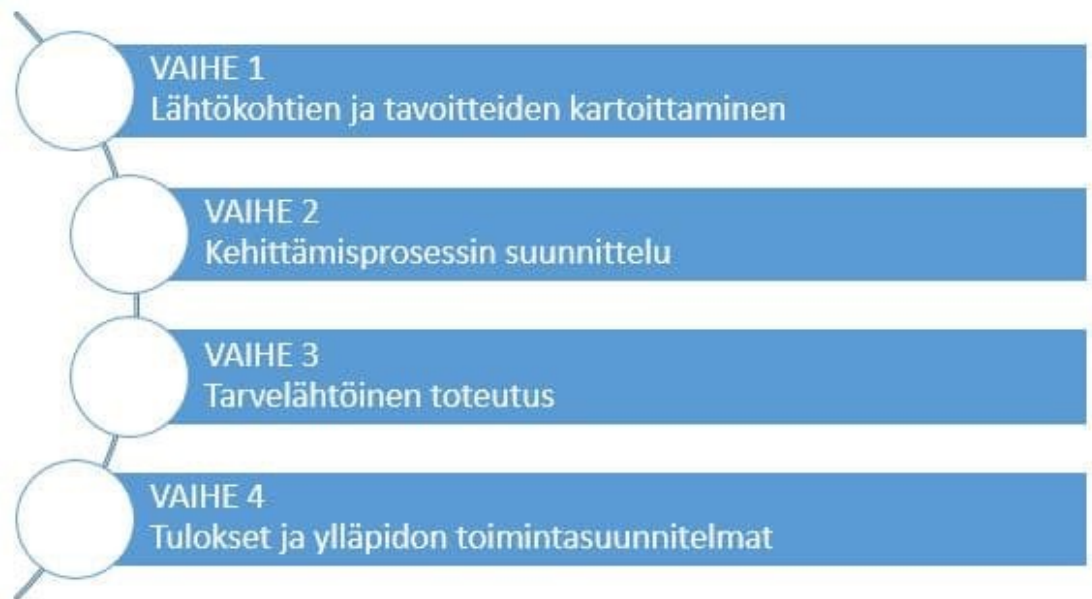 VAIHE 1
Lähtökohtien ja tavoitteiden kartoittaminen
VAIHE 2
Kehittämisprosessin suunnittelu
VAIHE 3
Tarvelähtöinen toteutus
VAIHE 4
Tulokset ja ylläpidon toimintasuunnitelmat